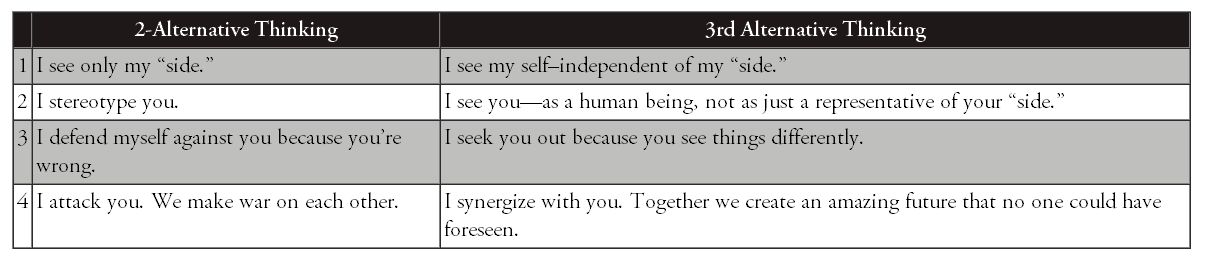 2-Alternative Thinking 3rd Alternative Thinking
1 I see only my “side.” I see my self–independent of my “side.”
2 I stereotype you. I see you—as a human being, not as just a representative of your “side.”
3 I defend myself against you because you’re I seek you out because you see things differently.
wrong.
4 I attack you. We make war on each other. I synergize with you. Together we create an amazing future that no one could have
foreseen.